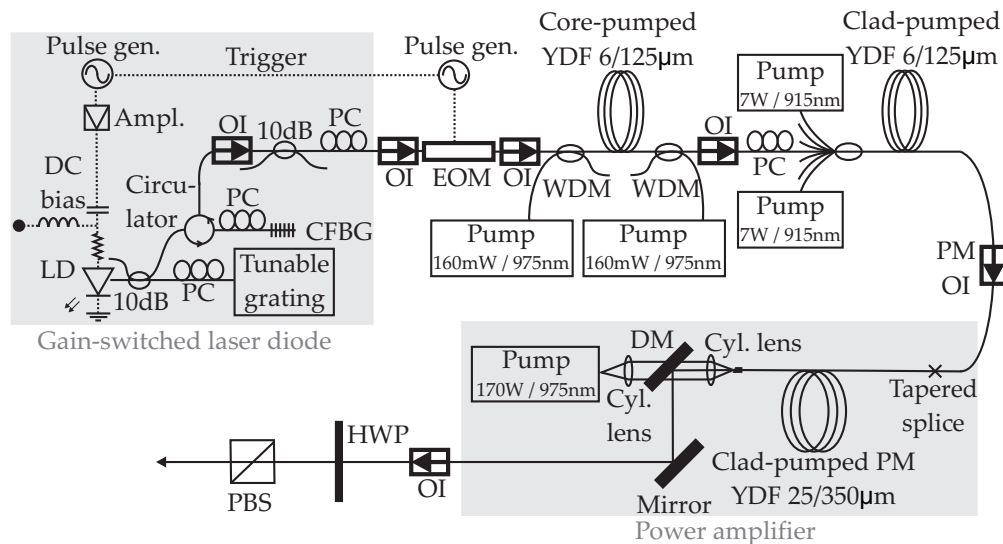 Core-pumped
YDF 6/125μm
Clad-pumped
YDF 6/125μm
Pulse gen.
Trigger
Pulse gen.
Ampl.
OI
10dB
PC
OI
EOM
OI
WDM
WDM
OI
PC
Pump
7W / 915nm
Pump
7W / 915nm
DC
bias
Circu-
lator
PC
CFBG
LD
10dB
PC
Tunable
grating
Gain-switched laser diode
Pump
160mW / 975nm
Pump
160mW / 975nm
PM
OI
DM
Cyl. lens
Pump
170W / 975nm
Cyl.
lens
Tapered
splice
Clad-pumped PM
YDF 25/350μm
Mirror
Power amplifier
HWP
OI
PBS